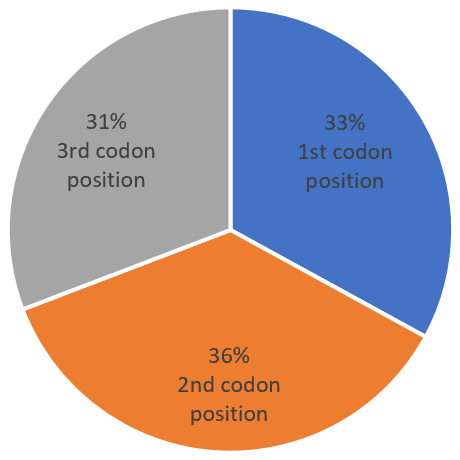 31%
3rd codon
position
33%
1st codon
position
36%
2nd codon
position